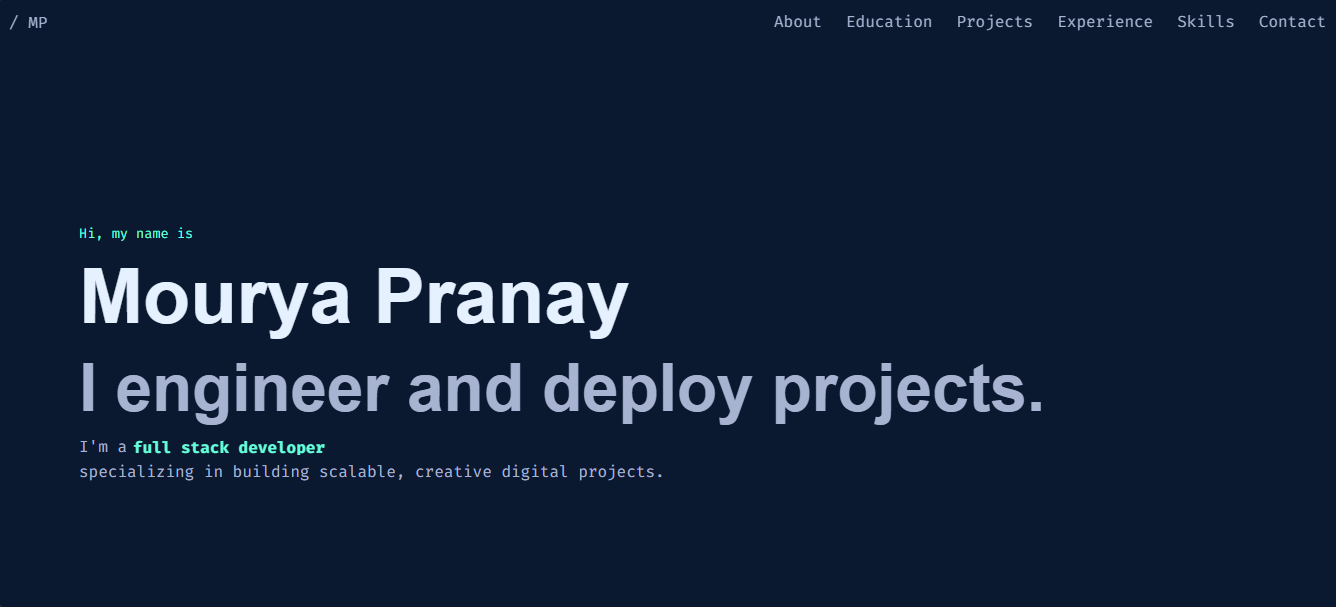 / MP
About Education Projects Experience Skills Contact
Hi, my name is
Mourya Pranay
I engineer and deploy projects.
I'm a full stack developer
specializing in building scalable, creative digital projects.